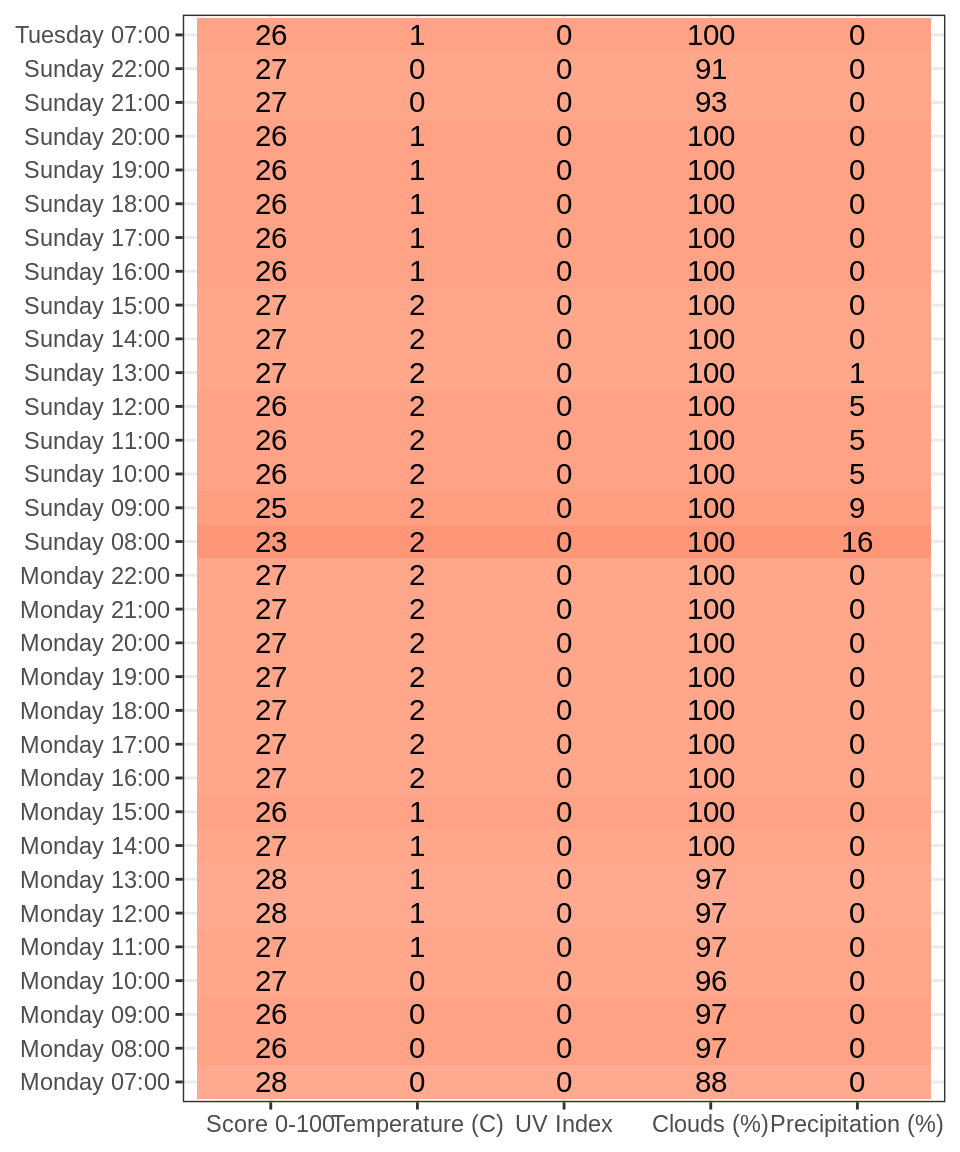 Tuesday 07:00 26 1 0 100 0
Sunday 22:00 27 0 0 91 0
Sunday 21:00 27 0 0 93 0
Sunday 20:00 26 1 0 100 0
Sunday 19:00 26 1 0 100 0
Sunday 18:00 26 1 0 100 0
Sunday 17:00 26 1 0 100 0
Sunday 16:00 26 1 0 100 0
Sunday 15:00 27 2 0 100 0
Sunday 14:00 27 2 0 100 0
Sunday 13:00 27 2 0 100 1
Sunday 12:00 26 2 0 100 5
Sunday 11:00 26 2 0 100 5
Sunday 10:00 26 2 0 100 5
Sunday 09:00 25 2 0 100 9
Sunday 08:00 23 2 0 100 16
Monday 22:00 27 2 0 100 0
Monday 21:00 27 2 0 100 0
Monday 20:00 27 2 0 100 0
Monday 19:00 27 2 0 100 0
Monday 18:00 27 2 0 100 0
Monday 17:00 27 2 0 100 0
Monday 16:00 27 2 0 100 0
Monday 15:00 26 1 0 100 0
Monday 14:00 27 1 0 100 0
Monday 13:00 28 1 0 97 0
Monday 12:00 28 1 0 97 0
Monday 11:00 27 1 0 97 0
Monday 10:00 27 0 0 96 0
Monday 09:00 26 0 0 97 0
Monday 08:00 26 0 0 97 0
Monday 07:00 28 0 0 88 0
Score 0-100 Temperature (C) UV Index Clouds (%) Precipitation (%)